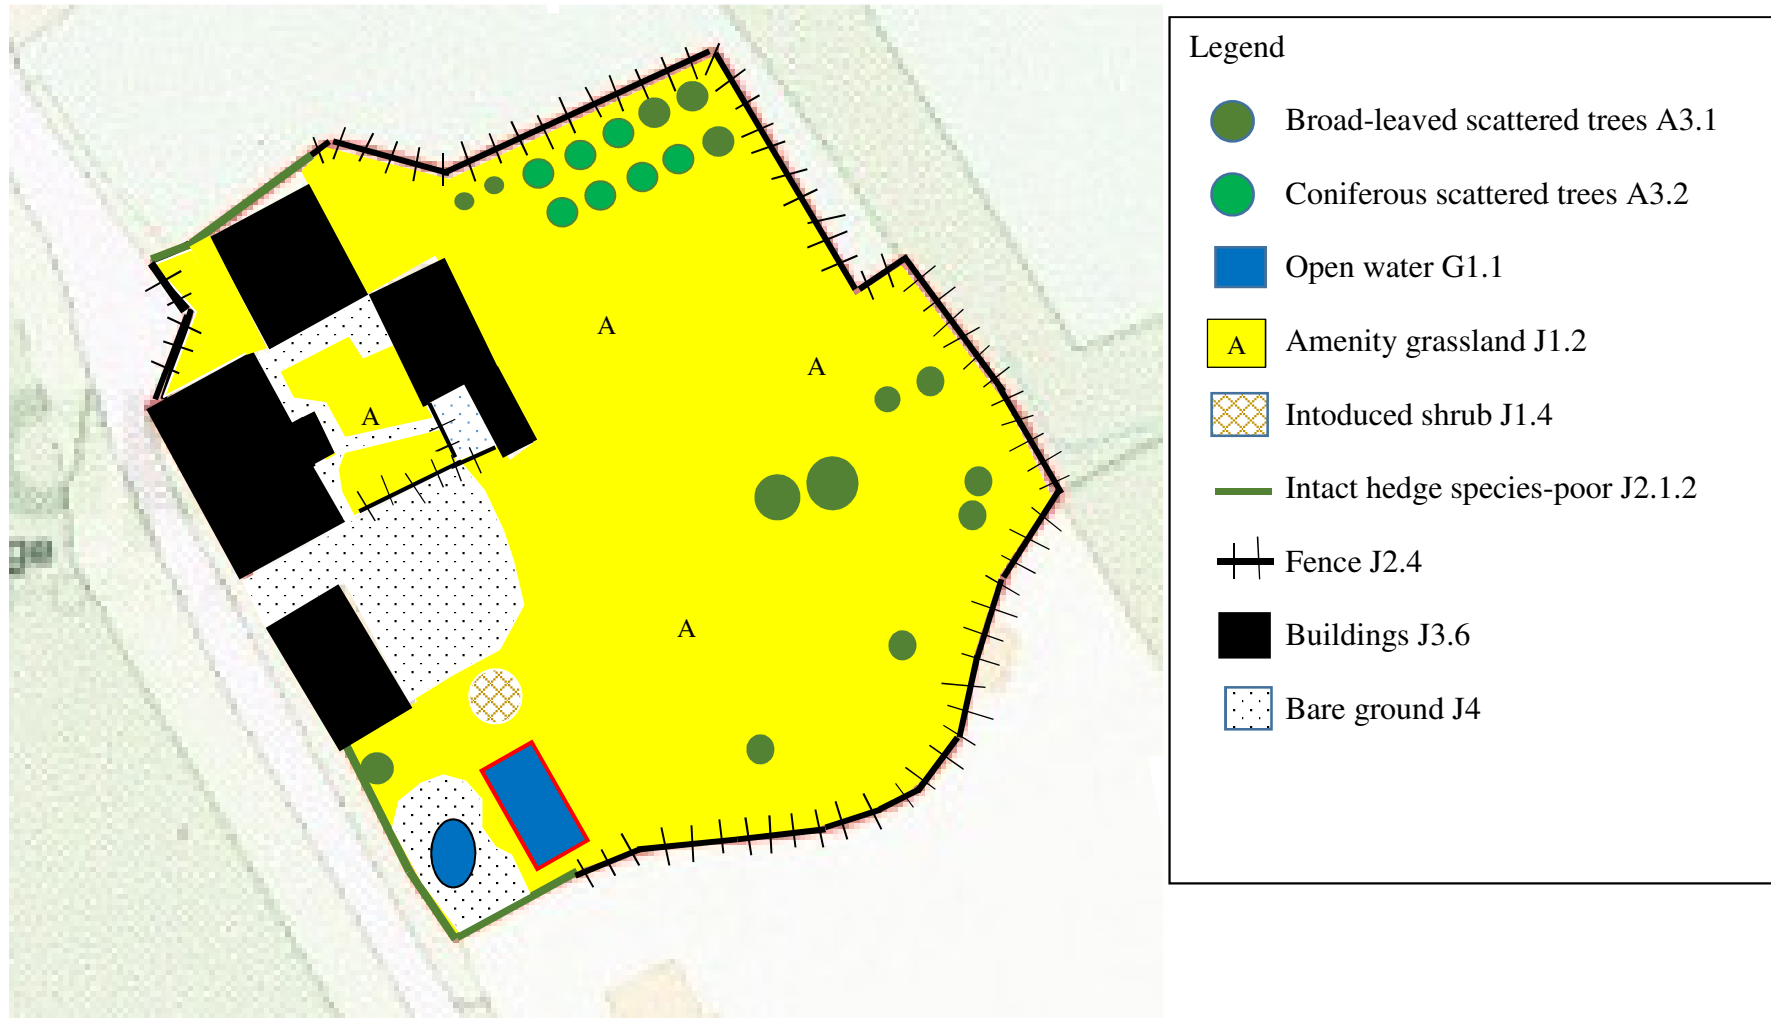 Legend
Broad-leaved scattered trees A3.1
Coniferous scattered trees A3.2
Open water G1.1
A Amenity grassland J1.2
Intoduced shrub J1.4
Intact hedge species-poor J2.1.2
Fence J2.4
Buildings J3.6
Bare ground J4
A
A
A
A
ge